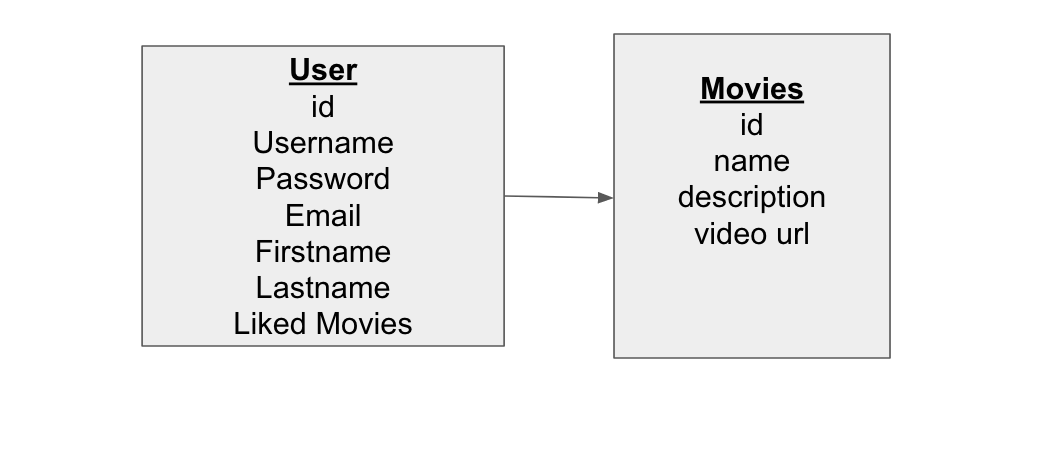 User
id
Username
Password
Email
Firstname
Lastname
Liked Movies
Movies
id
name
description
video url